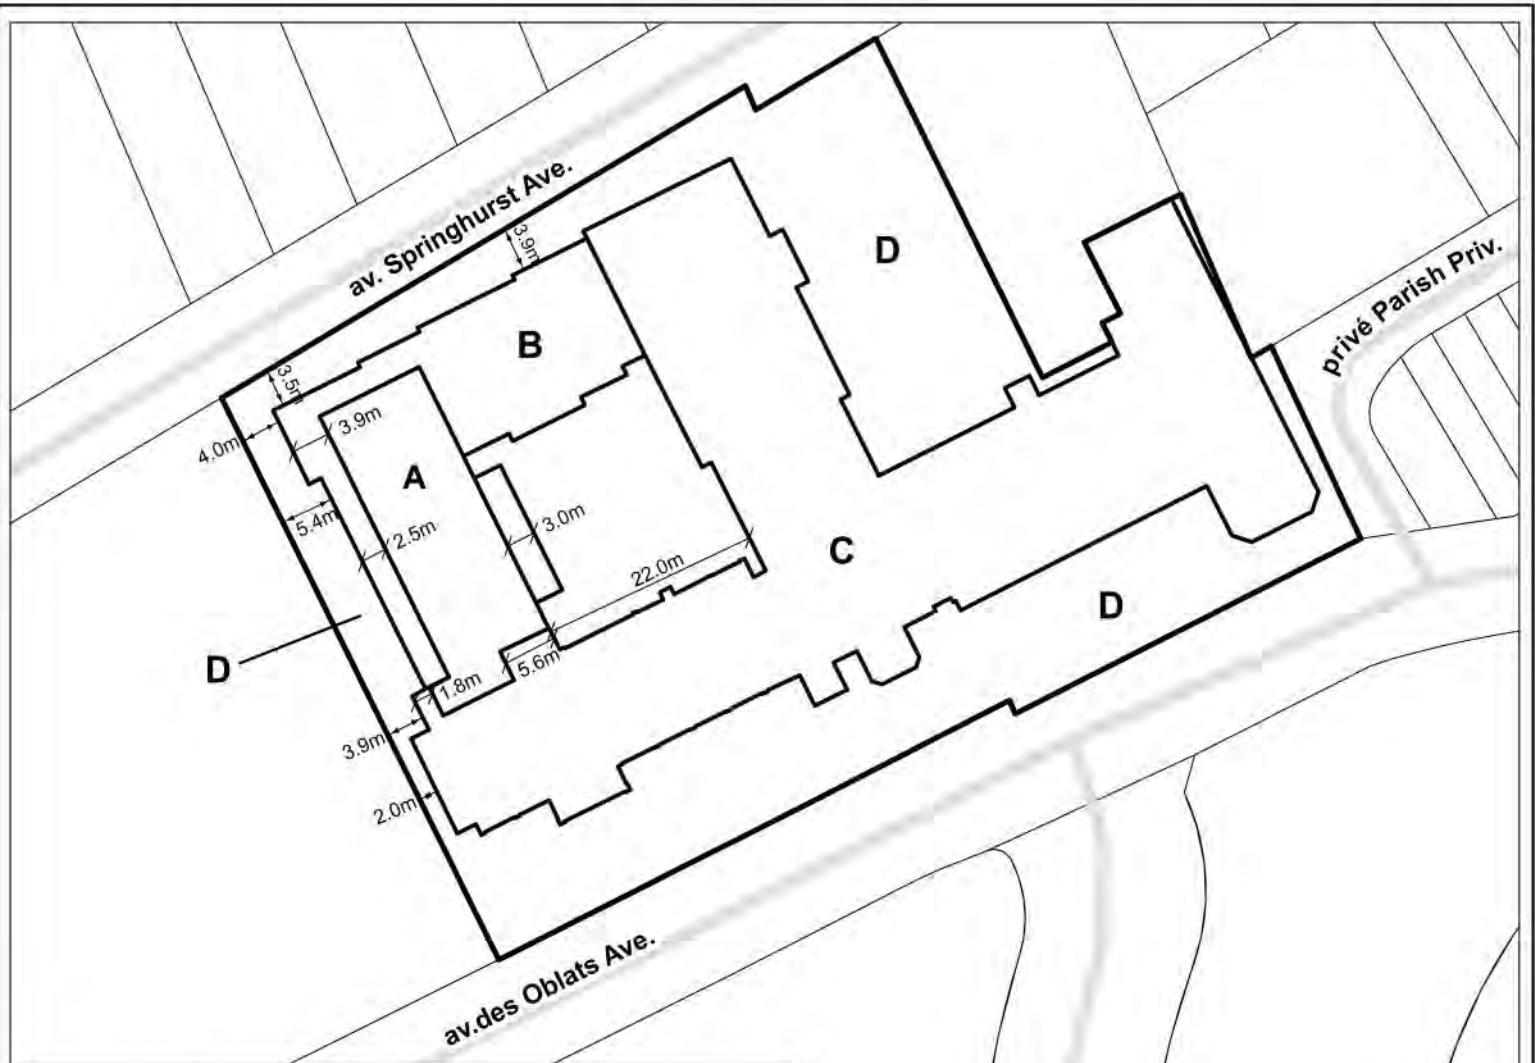 av. Springhurst Ave.
3.9m
D
privé Parish Priv.
B
3.5m
4.0m
3.9m
A
5.4m
2.5m
3.0m
C
22.0m
D
D
5.6m
1.8m
3.9m
2.0m
av.des Oblats Ave.